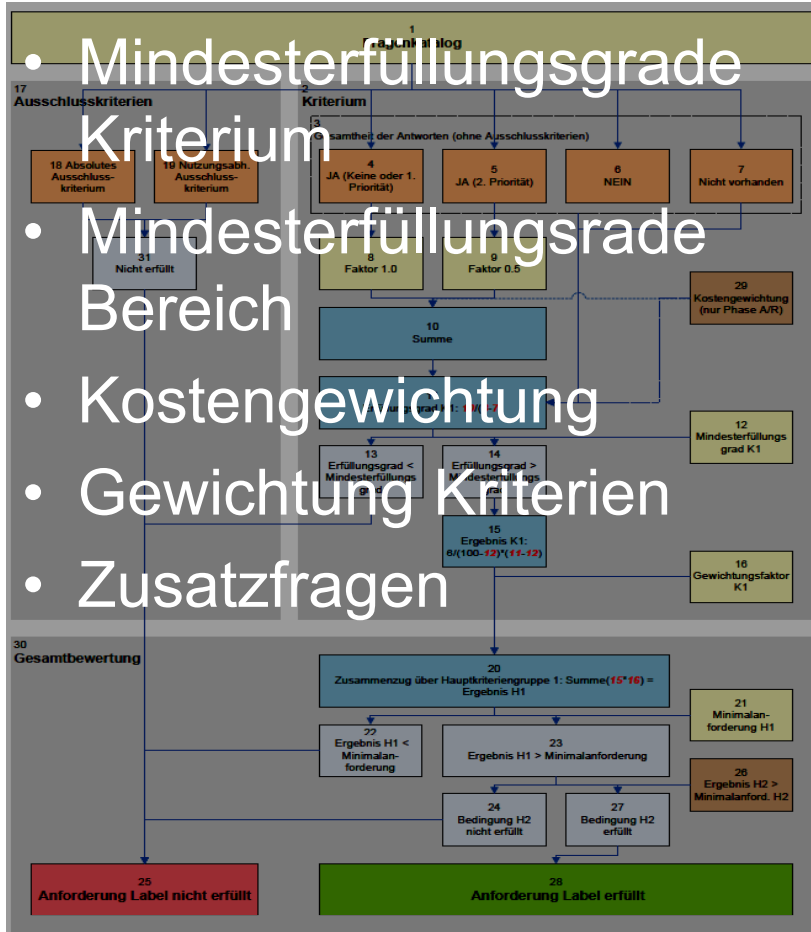 1
Fragenkatalog
• Mindesterfüllungsgrade
Kriterium
• Mindesterfüllungsrade
Bereich
• Kostengewichtung
• Gewichtung Kriterien
• Zusatzfragen
17
Ausschlusskriterien
18 Absolutes
Ausschluss-
kriterium
19 Nutzungsabh.
Ausschluss-
kriterium
31
Nicht erfüllt
2
Kriterium
3
Gesamtheit der Antworten (ohne Ausschlusskriterien)
4
JA (Keine oder 1.
Priorität)
5
JA (2. Priorität)
6
NEIN
7
Nicht vorhanden
8
Faktor 1.0
9
Faktor 0.5
29
Kostengewichtung
(nur Phase A/R)
10
Summe
K1:
12
Mindesterfüllungs
grad K1
13
Erfüllungsgrad <
Mindesterfüllungs
grad
14
Erfüllungsgrad >
Mindesterfüllungs
grad
15
Ergebnis K1:
6/(100-12)*(11-12)
16
Gewichtungsfaktor
K1
30
Gesamtbewertung
20
Zusammenzug über Hauptkriteriengruppe 1: Summe(15*16) =
Ergebnis H1
21
Minimalan-
forderung H1
22
Ergebnis H1 <
Minimalan-
forderung
23
Ergebnis H1 > Minimalanforderung
26
Ergebnis H2 >
Minimalanford. H2
24
Bedingung H2
nicht erfüllt
27
Bedingung H2
erfüllt
25
Anforderung Label nicht erfüllt
28
Anforderung Label erfüllt